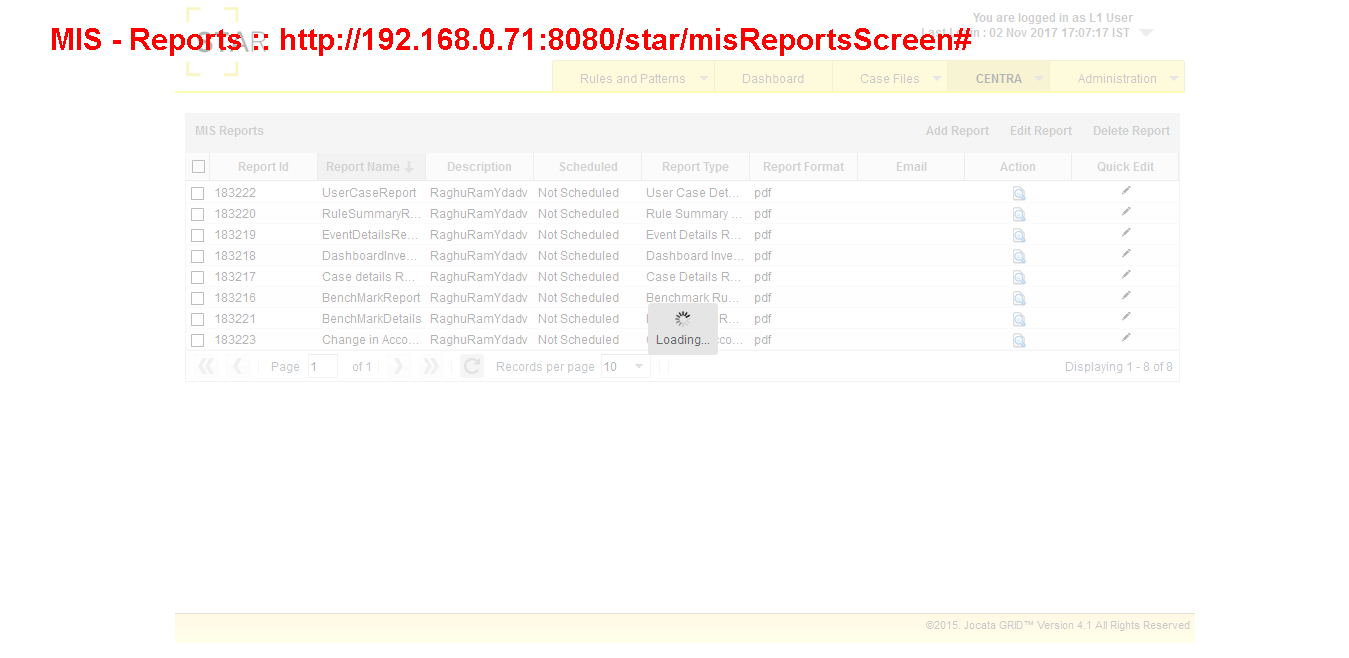 You are logged in as L1 User
MIS - Reports :: http://192.168.0.71:8080/star/misReportsScreen#
STAR
Last Login : 02 Nov 2017 17:07:17 IST
Rules and Patterns Dashboard Case Files CENTRA Administration
MIS Reports Add Report Edit Report Delete Report
Report Id Report Name Description Scheduled Report Type Report Format Email Action Quick Edit
183222 UserCaseReport RaghuRamYdadv Not Scheduled User Case Det... pdf
183220 RuleSummaryR... RaghuRamYdadv Not Scheduled Rule Summary ... pdf
183219 EventDetailsRe... RaghuRamYdadv Not Scheduled Event Details R... pdf
183218 DashboardInve... RaghuRamYdadv Not Scheduled Dashboard Inve... pdf
183217 Case details R... RaghuRamYdadv Not Scheduled Case Details R... pdf
183216 BenchMarkReport RaghuRamYdadv Not Scheduled Benchmark Ru... pdf
183221 BenchMarkDetails RaghuRamYdadv Not Scheduled R... pdf
183223 Change in Acco... RaghuRamYdadv Not Scheduled cco... pdf
Loading...
Page 1 of 1 Records per page 10 Displaying 1 - 8 of 8
©2015. Jocata GRID™ Version 4.1 All Rights Reserved